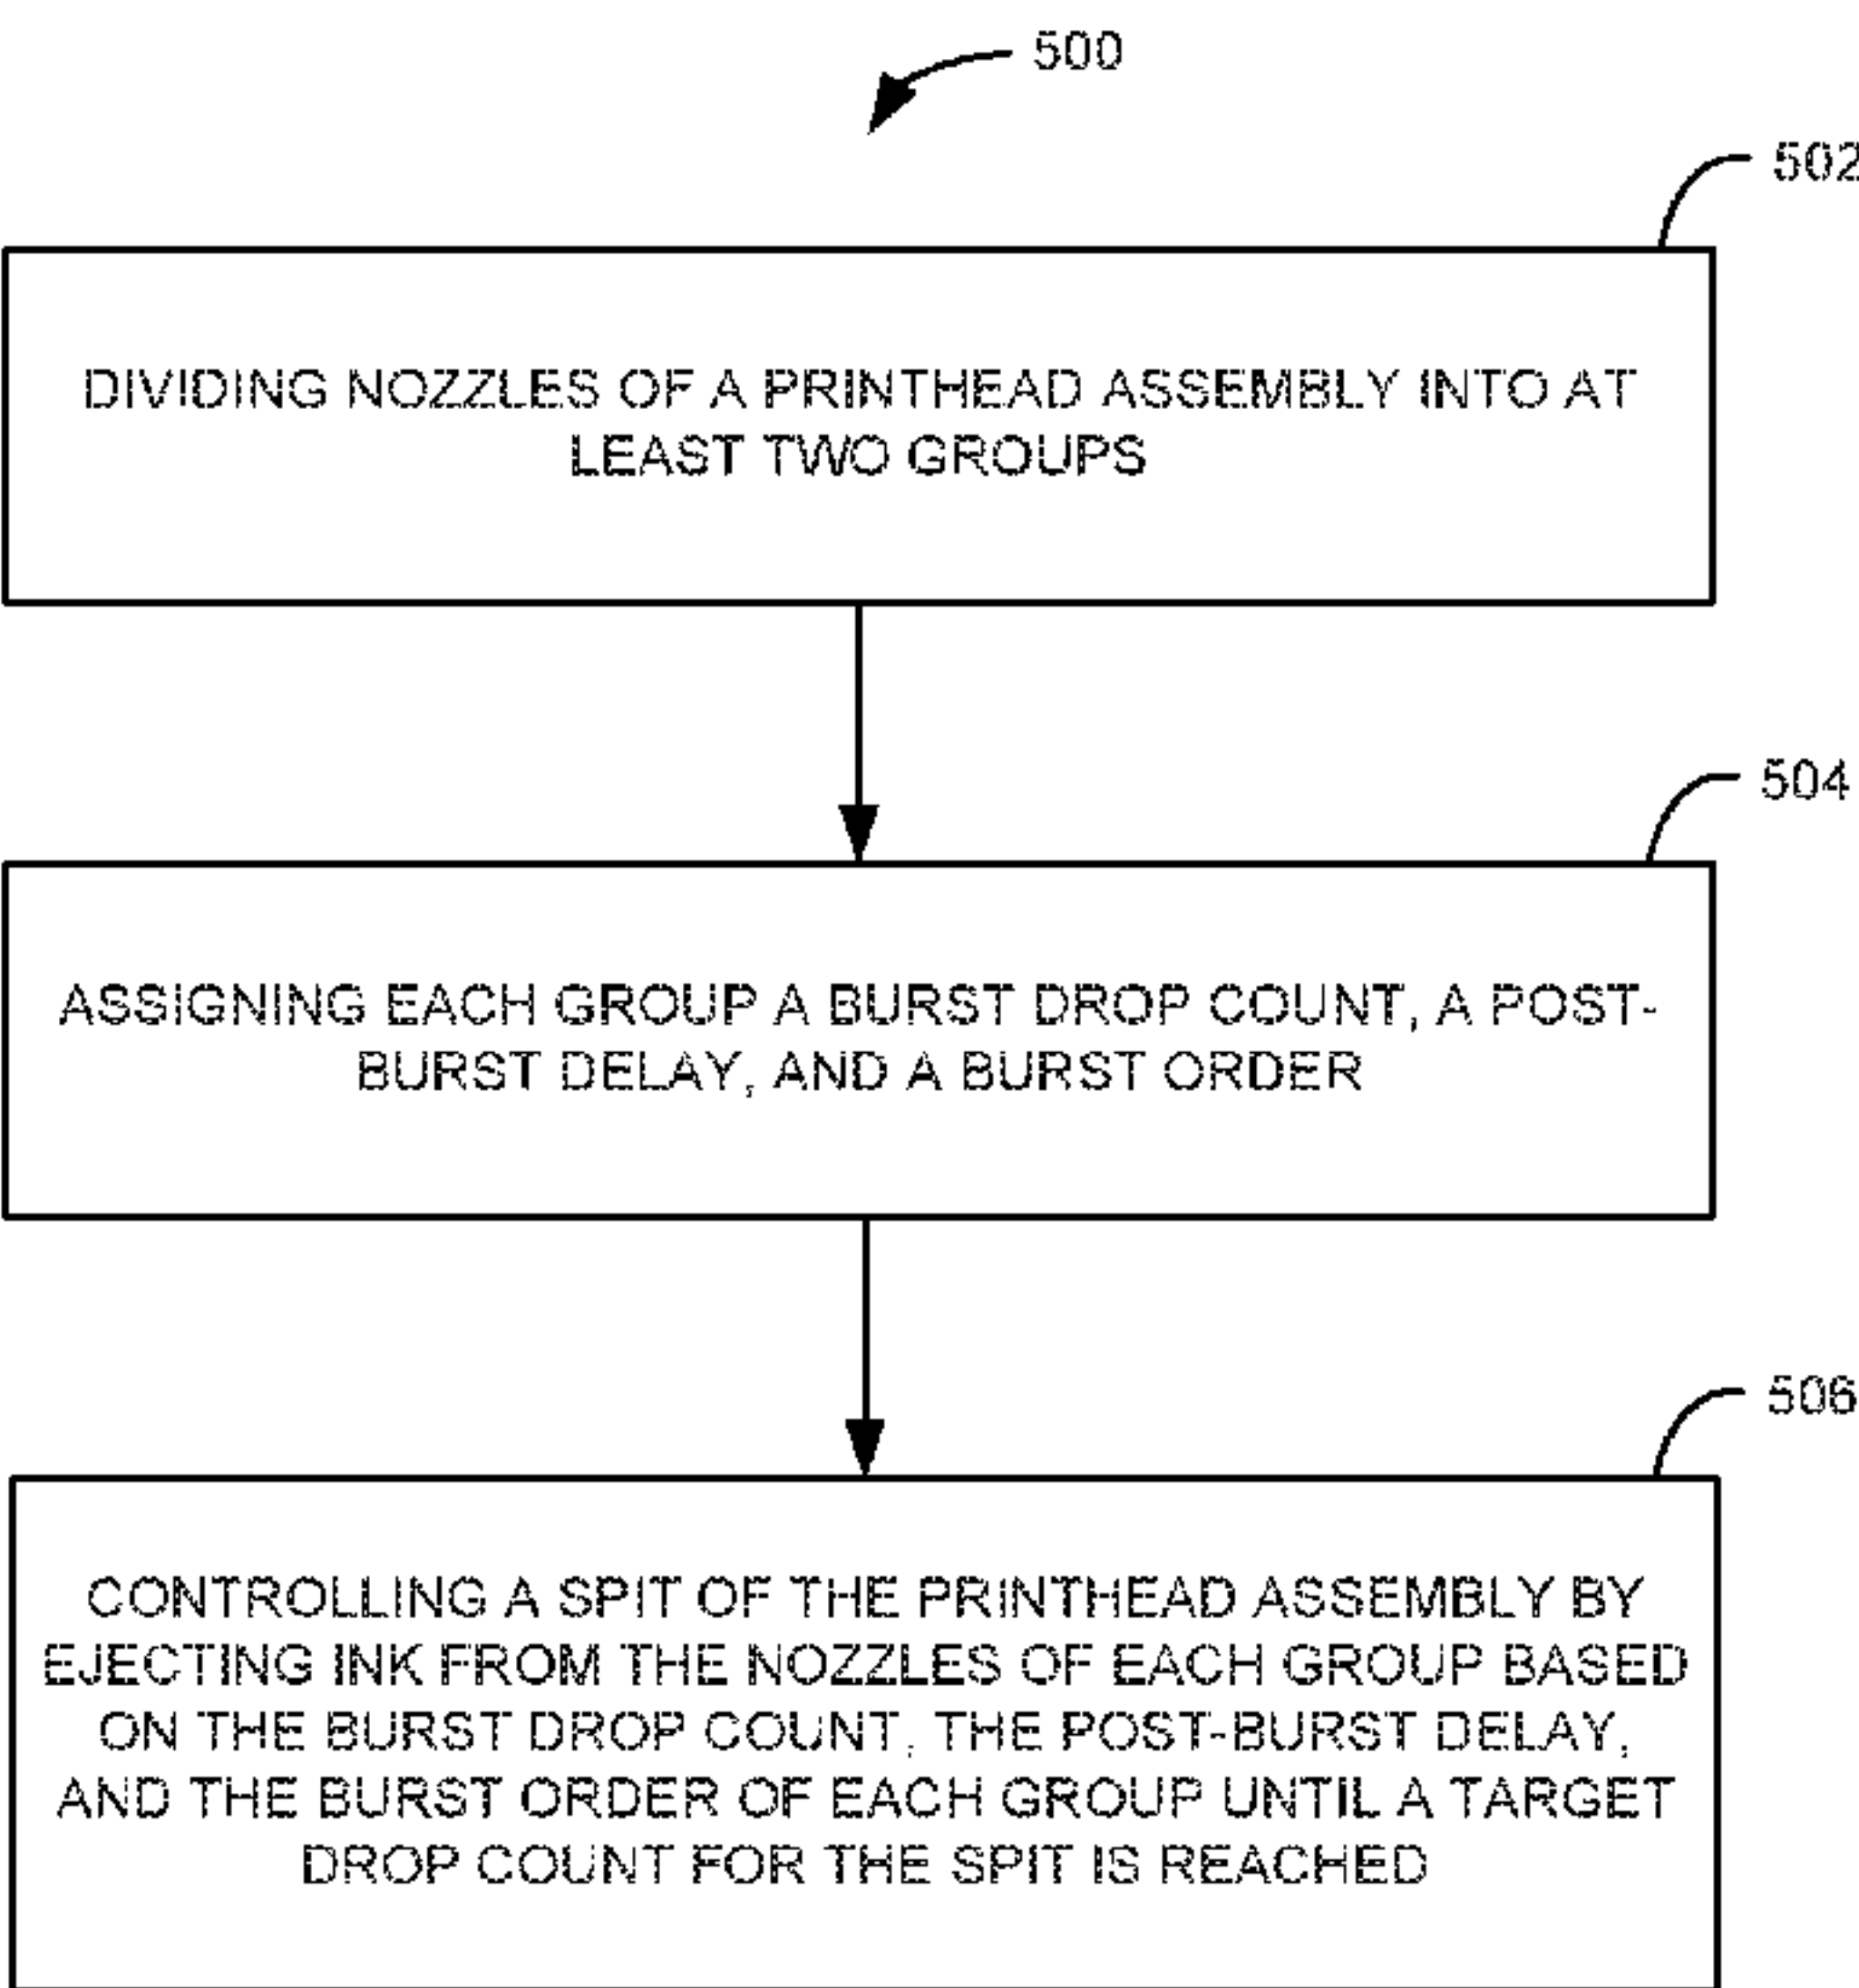 500
502
DIVIDING NOZZLES OF A PRINTHEAD ASSEMBLY INTO AT
LEAST TWO GROUPS
504
ASSIGNING EACH GROUP A BURST DROP COUNT, A POST-
BURST DELAY, AND A BURST ORDER
506
CONTROLLING A SPIT OF THE PRINTHEAD ASSEMBLY BY
EJECTING INK FROM THE NOZZLES OF EACH GROUP BASED
ON THE BURST DROP COUNT, THE POST-BURST DELAY,
AND THE BURST ORDER OF EACH GROUP UNTIL A TARGET
DROP COUNT FOR THE SPIT IS REACHED